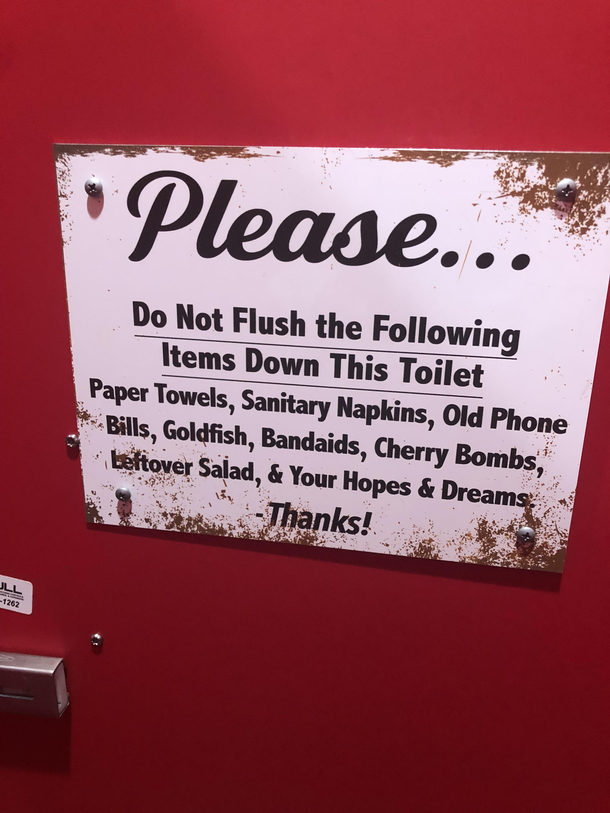 Please...
Do Not Flush the Following
Items Down This Toilet
Paper Towels, Sanitary Napkins, Old Phone
Bills, Goldfish, Bandaids, Cherry Bombs,
Leftover Salad, & Your Hopes & Dreams.
-Thanks!
-1262